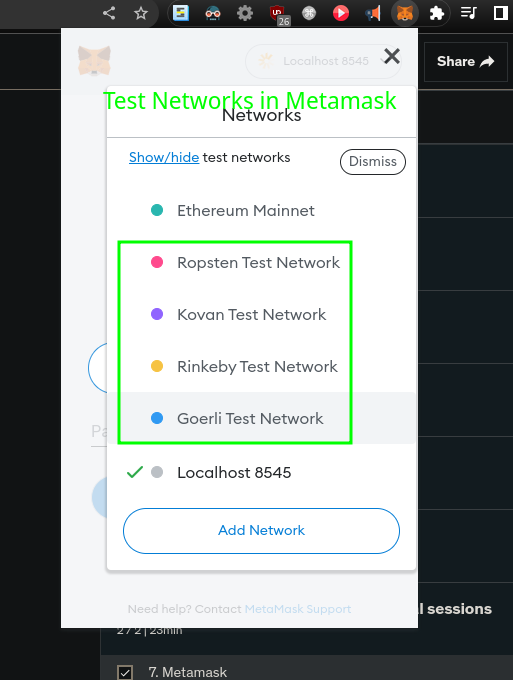 26
Localhost 8545
Share
Test Networks in Metamask
Networks
Show/hide test networks
Dismiss
Ethereum Mainnet
Ropsten Test Network
Kovan Test Network
Rinkeby Test Network
Goerli Test Network
Localhost 8545
Add Network
Need help? Contact MetaMask Support
sessions
2 / 2 | 23min
7. Metamask